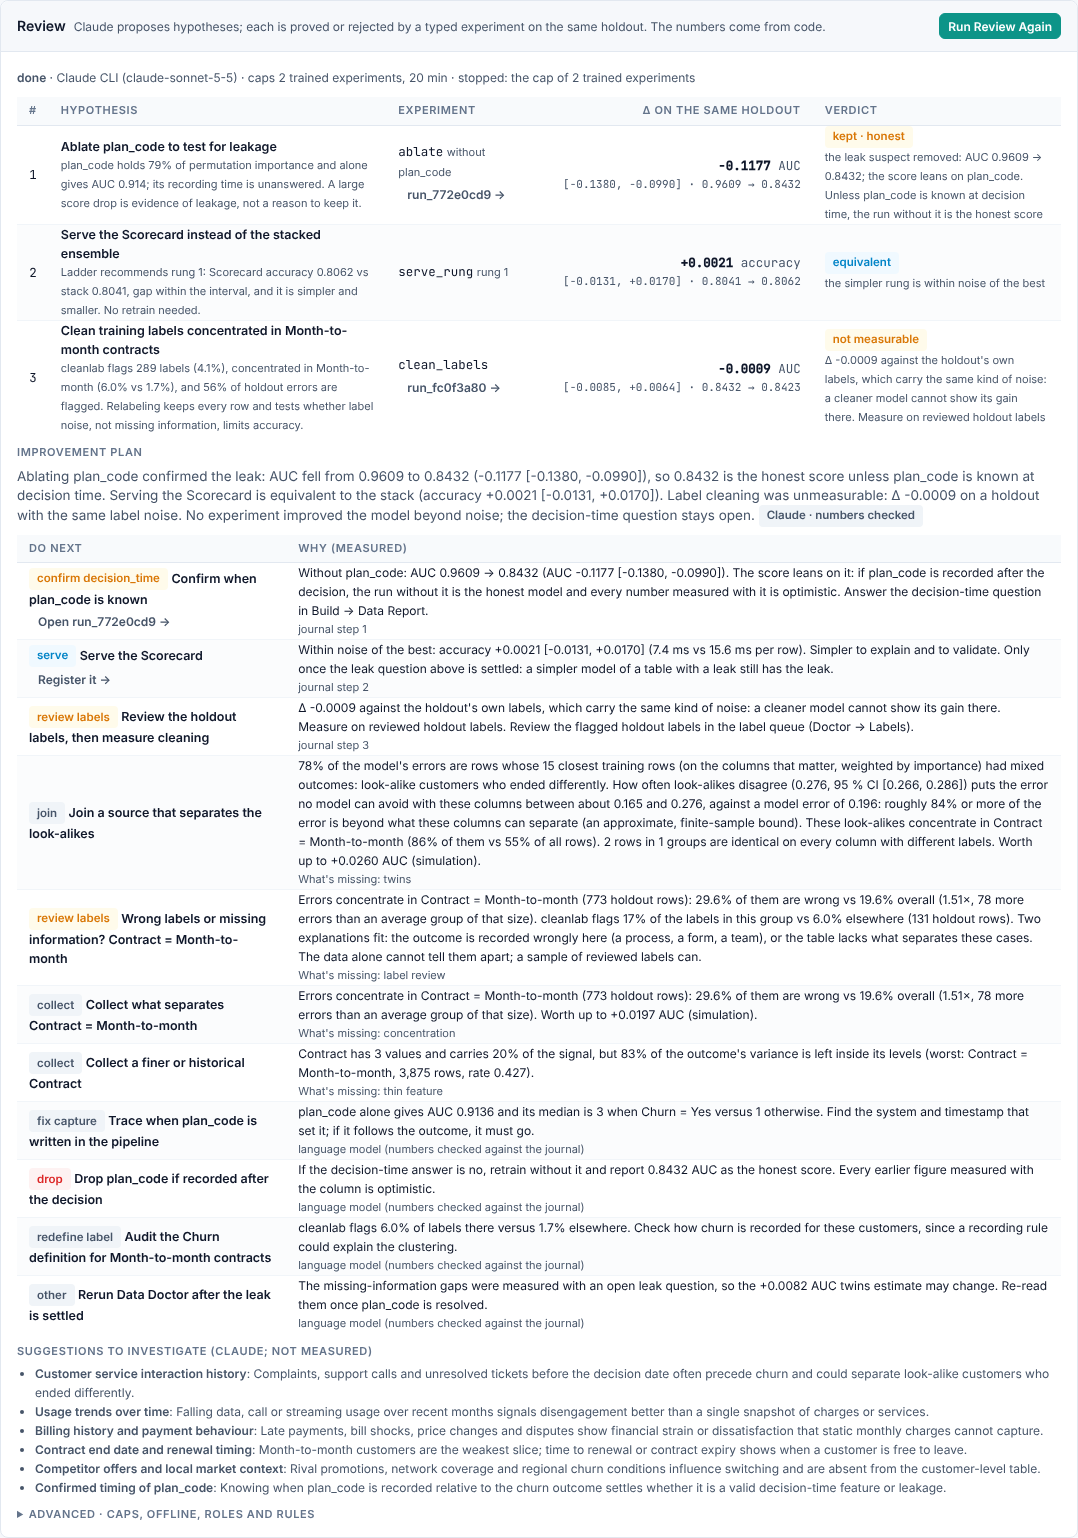 Review Claude proposes hypotheses; each is proved or rejected by a typed experiment on the same holdout. The numbers come from code. Run Review Again
done · Claude CLI (claude-sonnet-5-5) · caps 2 trained experiments, 20 min · stopped: the cap of 2 trained experiments
# HYPOTHESIS EXPERIMENT Δ ON THE SAME HOLDOUT VERDICT
1
Ablate plan_code to test for leakage
plan_code holds 79% of permutation importance and alone
gives AUC 0.914; its recording time is unanswered. A large
score drop is evidence of leakage, not a reason to keep it.
ablate without
plan_code
run_772e0cd9 →
-0.1177 AUC
[-0.1380, -0.0990] · 0.9609 → 0.8432
kept · honest
the leak suspect removed: AUC 0.9609 →
0.8432; the score leans on plan_code.
Unless plan_code is known at decision
time, the run without it is the honest score
2
Serve the Scorecard instead of the stacked
ensemble
Ladder recommends rung 1: Scorecard accuracy 0.8062 vs
stack 0.8041, gap within the interval, and it is simpler and
smaller. No retrain needed.
serve_rung rung 1
+0.0021 accuracy
[-0.0131, +0.0170] · 0.8041 → 0.8062
equivalent
the simpler rung is within noise of the best
3
Clean training labels concentrated in Month-to-
month contracts
cleanlab flags 289 labels (4.1%), concentrated in Month-to-
month (6.0% vs 1.7%), and 56% of holdout errors are
flagged. Relabeling keeps every row and tests whether label
noise, not missing information, limits accuracy.
clean_labels
run_fc0f3a80 →
-0.0009 AUC
[-0.0085, +0.0064] · 0.8432 → 0.8423
not measurable
Δ -0.0009 against the holdout's own
labels, which carry the same kind of noise:
a cleaner model cannot show its gain
there. Measure on reviewed holdout labels
IMPROVEMENT PLAN
Ablating plan_code confirmed the leak: AUC fell from 0.9609 to 0.8432 (-0.1177 [-0.1380, -0.0990]), so 0.8432 is the honest score unless plan_code is known at
decision time. Serving the Scorecard is equivalent to the stack (accuracy +0.0021 [-0.0131, +0.0170]). Label cleaning was unmeasurable: Δ -0.0009 on a holdout
with the same label noise. No experiment improved the model beyond noise; the decision-time question stays open. Claude · numbers checked
DO NEXT WHY (MEASURED)
confirm decision_time Confirm when
plan_code is known
Open run_772e0cd9 →
Without plan_code: AUC 0.9609 → 0.8432 (AUC -0.1177 [-0.1380, -0.0990]). The score leans on it: if plan_code is recorded after the
decision, the run without it is the honest model and every number measured with it is optimistic. Answer the decision-time question
in Build → Data Report.
journal step 1
serve Serve the Scorecard
Register it →
Within noise of the best: accuracy +0.0021 [-0.0131, +0.0170] (7.4 ms vs 15.6 ms per row). Simpler to explain and to validate. Only
once the leak question above is settled: a simpler model of a table with a leak still has the leak.
journal step 2
review labels Review the holdout
labels, then measure cleaning
Δ -0.0009 against the holdout's own labels, which carry the same kind of noise: a cleaner model cannot show its gain there.
Measure on reviewed holdout labels. Review the flagged holdout labels in the label queue (Doctor → Labels).
journal step 3
join Join a source that separates the
look-alikes
78% of the model's errors are rows whose 15 closest training rows (on the columns that matter, weighted by importance) had mixed
outcomes: look-alike customers who ended differently. How often look-alikes disagree (0.276, 95 % CI [0.266, 0.286]) puts the error
no model can avoid with these columns between about 0.165 and 0.276, against a model error of 0.196: roughly 84% or more of the
error is beyond what these columns can separate (an approximate, finite-sample bound). These look-alikes concentrate in Contract
= Month-to-month (86% of them vs 55% of all rows). 2 rows in 1 groups are identical on every column with different labels. Worth
up to +0.0260 AUC (simulation).
What's missing: twins
review labels Wrong labels or missing
information? Contract = Month-to-
month
Errors concentrate in Contract = Month-to-month (773 holdout rows): 29.6% of them are wrong vs 19.6% overall (1.51×, 78 more
errors than an average group of that size). cleanlab flags 17% of the labels in this group vs 6.0% elsewhere (131 holdout rows). Two
explanations fit: the outcome is recorded wrongly here (a process, a form, a team), or the table lacks what separates these cases.
The data alone cannot tell them apart; a sample of reviewed labels can.
What's missing: label review
collect Collect what separates
Contract = Month-to-month
Errors concentrate in Contract = Month-to-month (773 holdout rows): 29.6% of them are wrong vs 19.6% overall (1.51×, 78 more
errors than an average group of that size). Worth up to +0.0197 AUC (simulation).
What's missing: concentration
collect Collect a finer or historical
Contract
Contract has 3 values and carries 20% of the signal, but 83% of the outcome's variance is left inside its levels (worst: Contract =
Month-to-month, 3,875 rows, rate 0.427).
What's missing: thin feature
fix capture Trace when plan_code is
written in the pipeline
plan_code alone gives AUC 0.9136 and its median is 3 when Churn = Yes versus 1 otherwise. Find the system and timestamp that
set it; if it follows the outcome, it must go.
language model (numbers checked against the journal)
drop Drop plan_code if recorded after
the decision
If the decision-time answer is no, retrain without it and report 0.8432 AUC as the honest score. Every earlier figure measured with
the column is optimistic.
language model (numbers checked against the journal)
redefine label Audit the Churn
definition for Month-to-month contracts
cleanlab flags 6.0% of labels there versus 1.7% elsewhere. Check how churn is recorded for these customers, since a recording rule
could explain the clustering.
language model (numbers checked against the journal)
other Rerun Data Doctor after the leak
is settled
The missing-information gaps were measured with an open leak question, so the +0.0082 AUC twins estimate may change. Re-read
them once plan_code is resolved.
language model (numbers checked against the journal)
SUGGESTIONS TO INVESTIGATE (CLAUDE; NOT MEASURED)
• Customer service interaction history: Complaints, support calls and unresolved tickets before the decision date often precede churn and could separate look-alike customers who
ended differently.
• Usage trends over time: Falling data, call or streaming usage over recent months signals disengagement better than a single snapshot of charges or services.
• Billing history and payment behaviour: Late payments, bill shocks, price changes and disputes show financial strain or dissatisfaction that static monthly charges cannot capture.
• Contract end date and renewal timing: Month-to-month customers are the weakest slice; time to renewal or contract expiry shows when a customer is free to leave.
• Competitor offers and local market context: Rival promotions, network coverage and regional churn conditions influence switching and are absent from the customer-level table.
• Confirmed timing of plan_code: Knowing when plan_code is recorded relative to the churn outcome settles whether it is a valid decision-time feature or leakage.
▸ ADVANCED · CAPS, OFFLINE, ROLES AND RULES